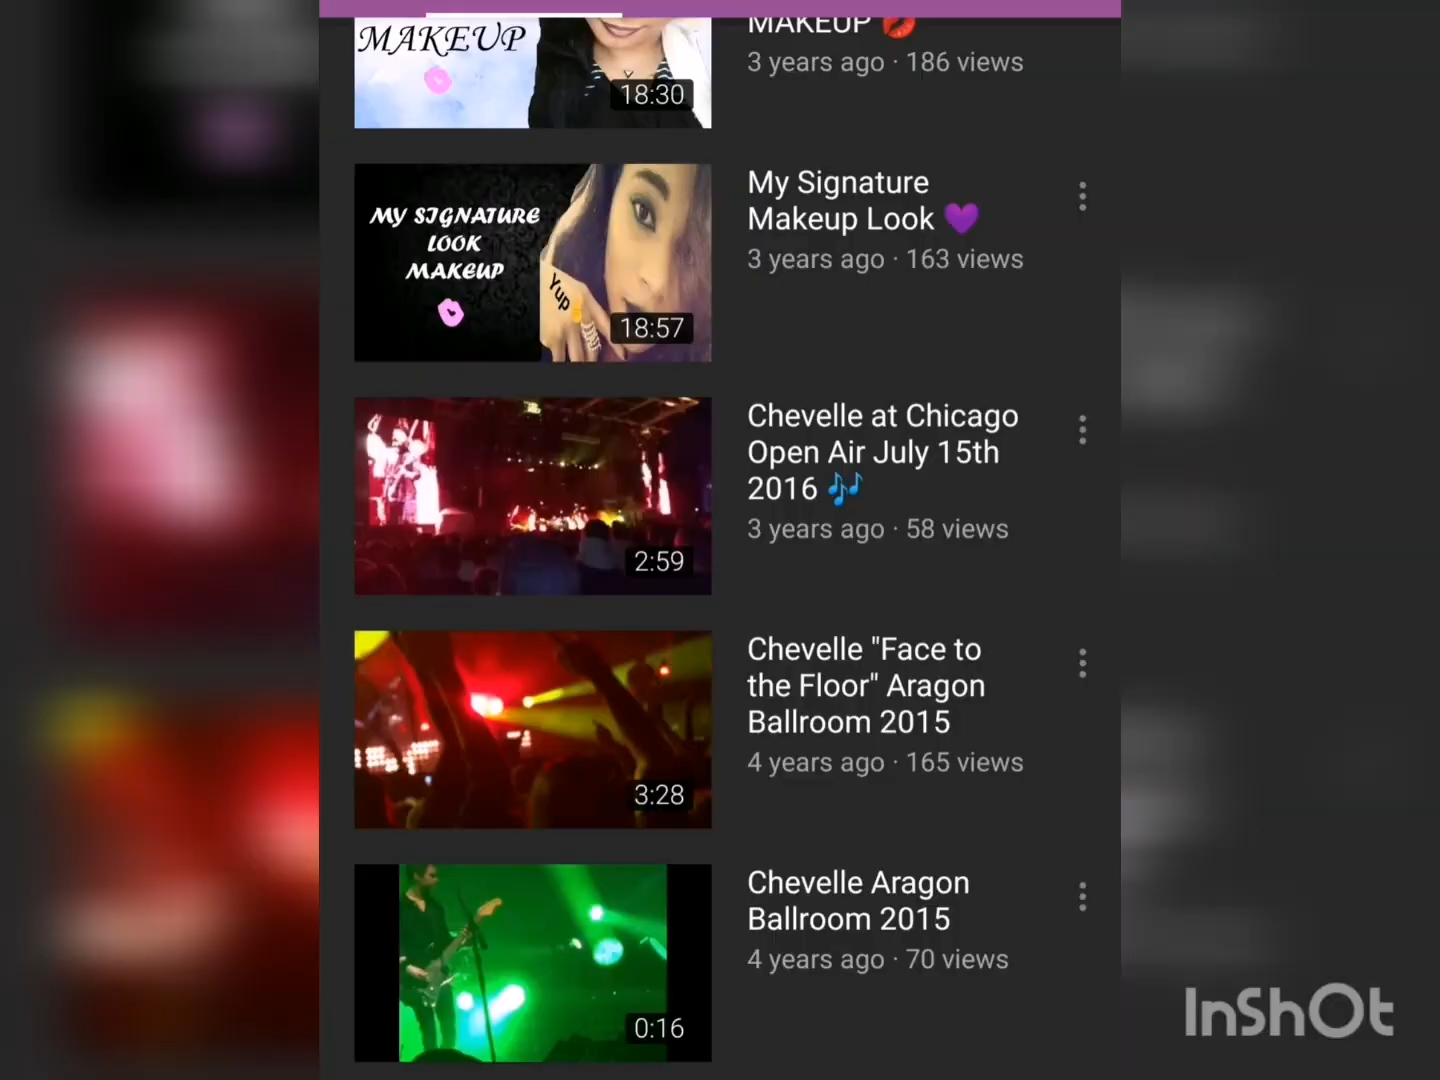 MAKEUP
18:30
MAKEUP 💋
3 years ago · 186 views
MY SIGNATURE
LOOK
MAKEUP
Yup
18:57
My Signature
Makeup Look 💜
3 years ago · 163 views
2:59
Chevelle at Chicago
Open Air July 15th
2016 🎶
3 years ago · 58 views
3:28
Chevelle "Face to
the Floor" Aragon
Ballroom 2015
4 years ago · 165 views
0:16
Chevelle Aragon
Ballroom 2015
4 years ago · 70 views
InShOt